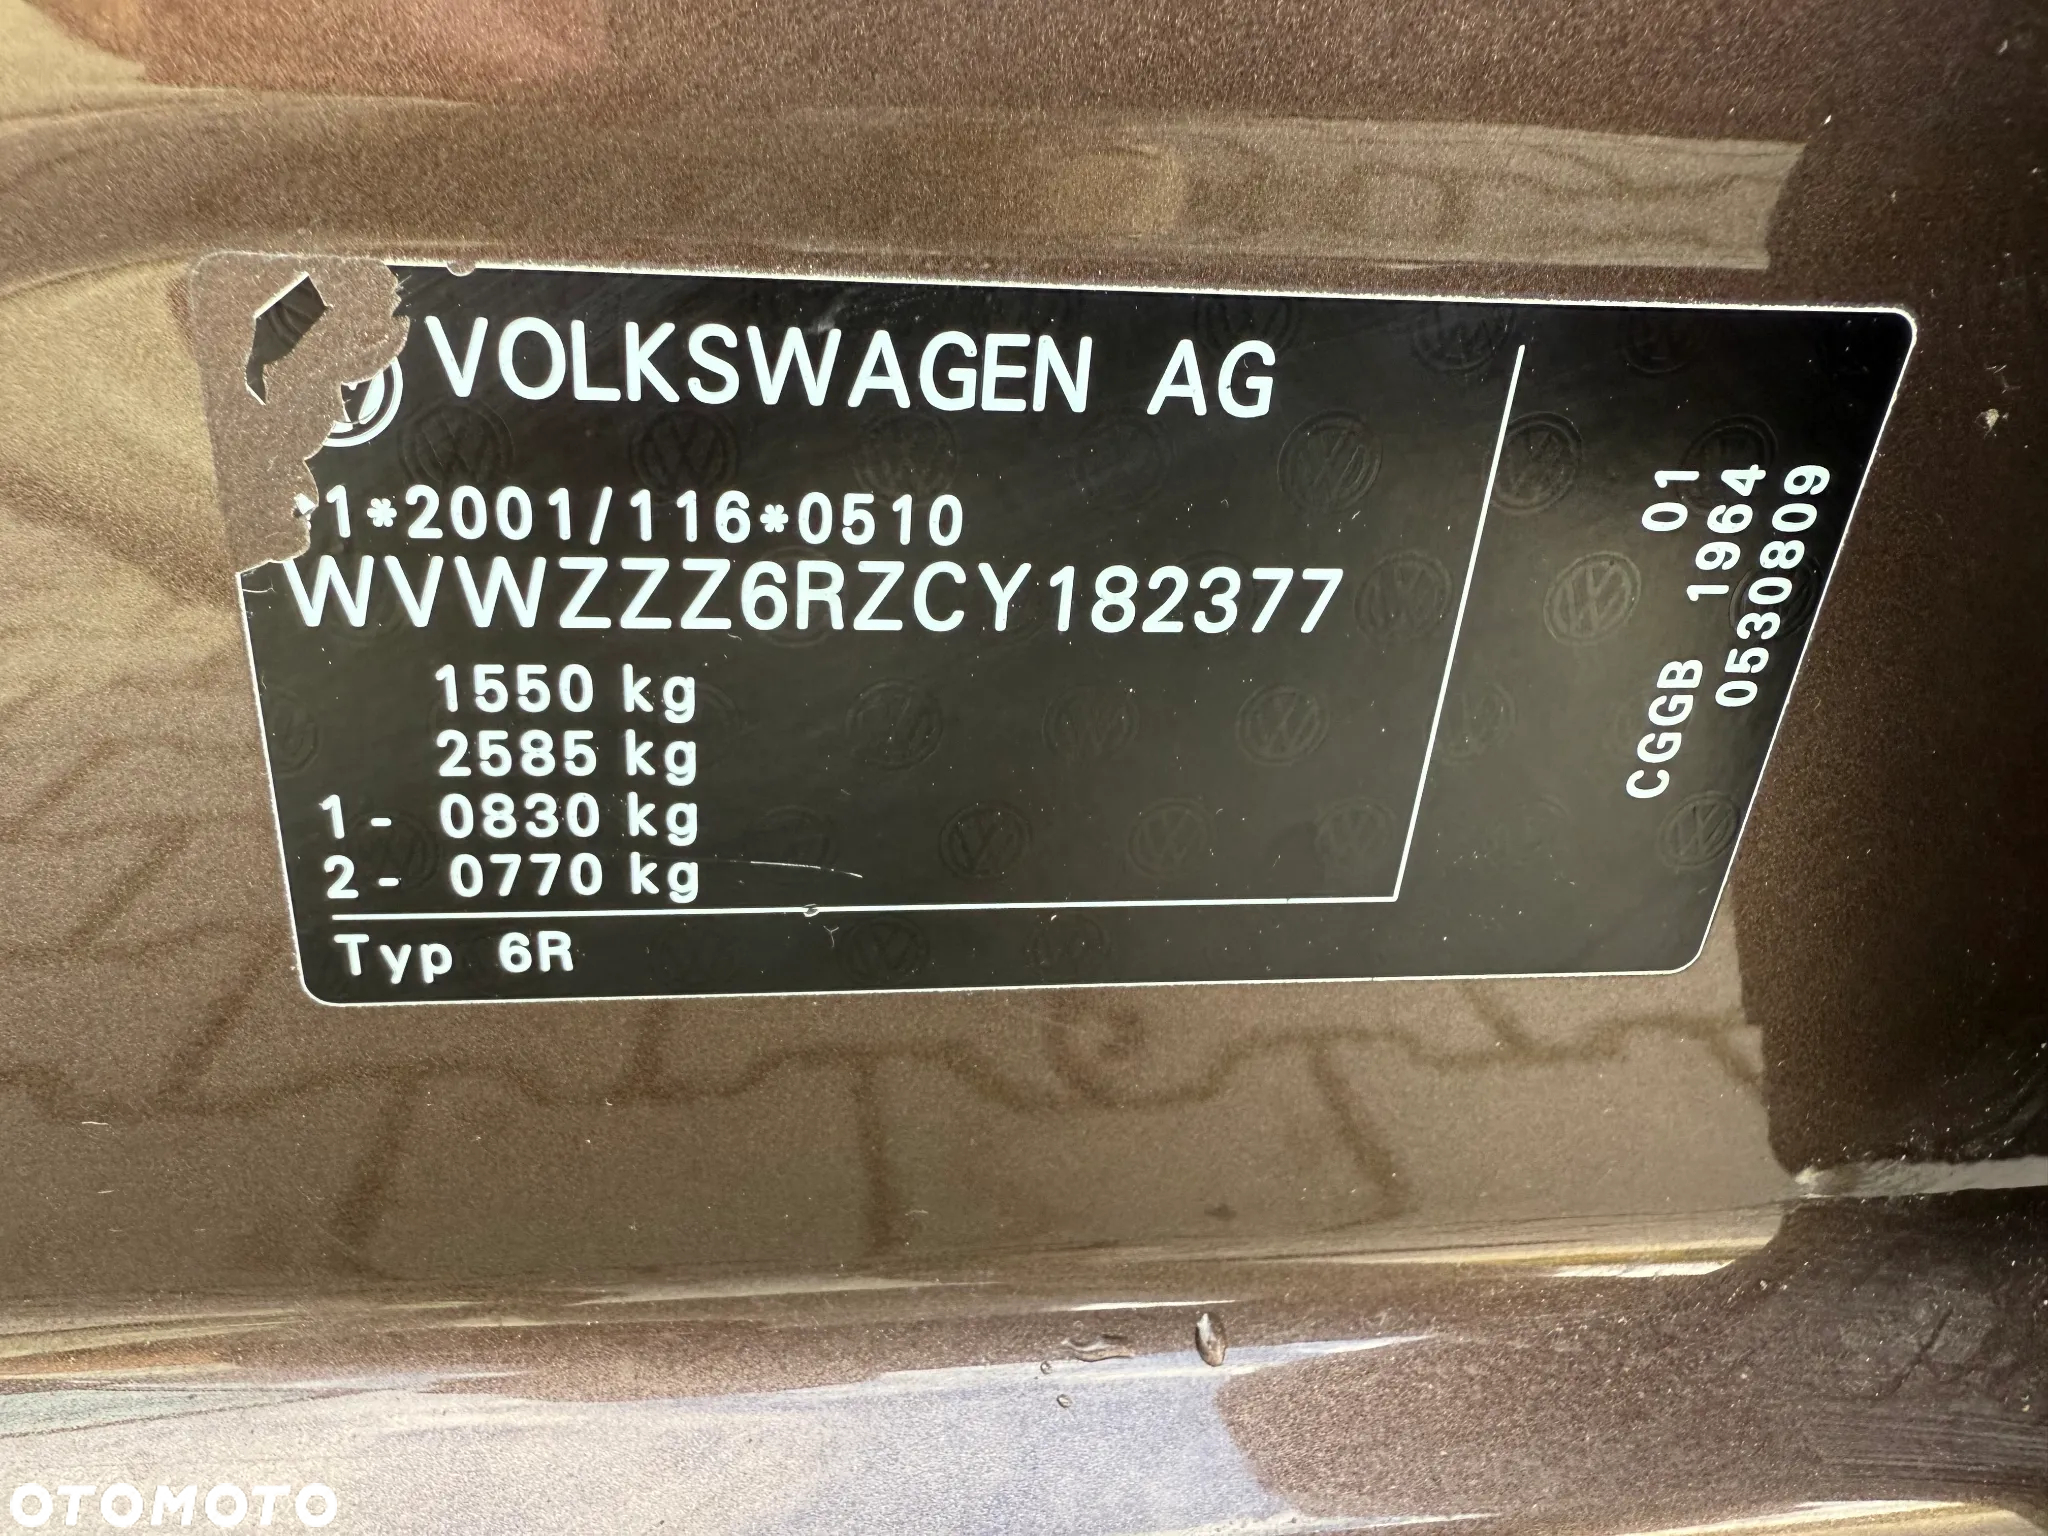 VOLKSWAGEN AG
1*2001/116*0510
WVWZZZ6RZCY182377
1550 kg
2585 kg
1- 0830 kg
2- 0770 kg
Typ 6R
CGGB 01
1964
0530809
OTOMOTO